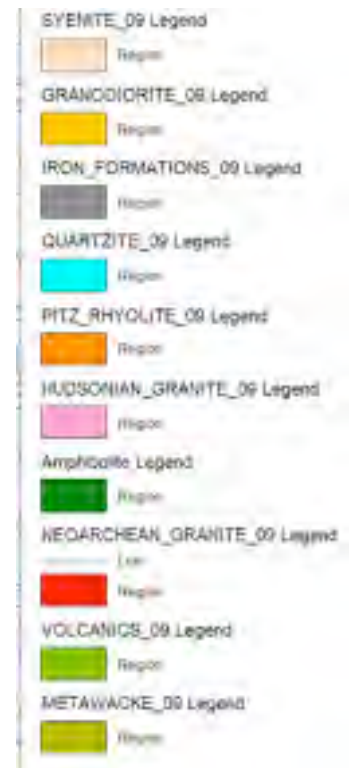 SYENITE_09 Legend
Region
GRANODIORITE_09 Legend
Region
IRON_FORMATIONS_09 Legend
Region
QUARTZITE_09 Legend
Region
PITZ_RHYOLITE_09 Legend
Region
HUDSONIAN_GRANITE_09 Legend
Region
Amphibolite Legend
Region
NEOARCHEAN_GRANITE_09 Legend
Line
Region
VOLCANICS_09 Legend
Region
METAWACKE_09 Legend
Region